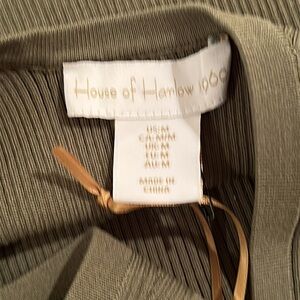 House of Harlow 1960
US-M
CA-M/M
UK-M
EU-M
AU-M
MADE IN
CHINA